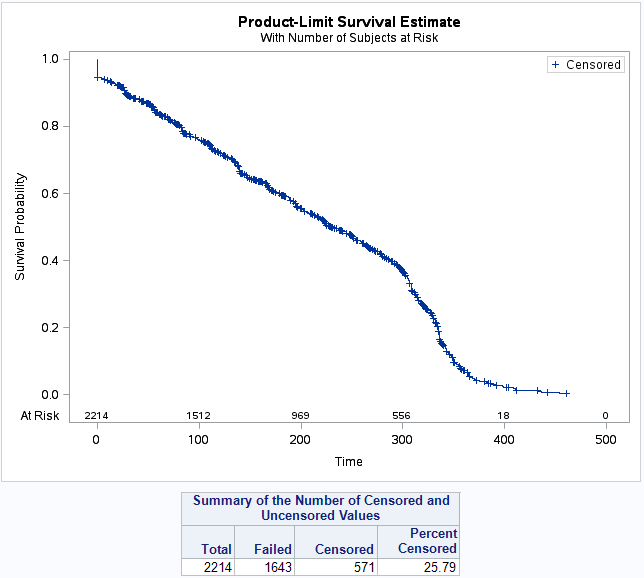 Product-Limit Survival Estimate
With Number of Subjects at Risk
+ Censored
1.0
0.8
0.6
0.4
0.2
0.0
Survival Probability
At Risk 2214 1512 969 556 18 0
0 100 200 300 400 500
Time
Summary of the Number of Censored and
Uncensored Values
Percent
Total Failed Censored Censored
2214 1643 571 25.79